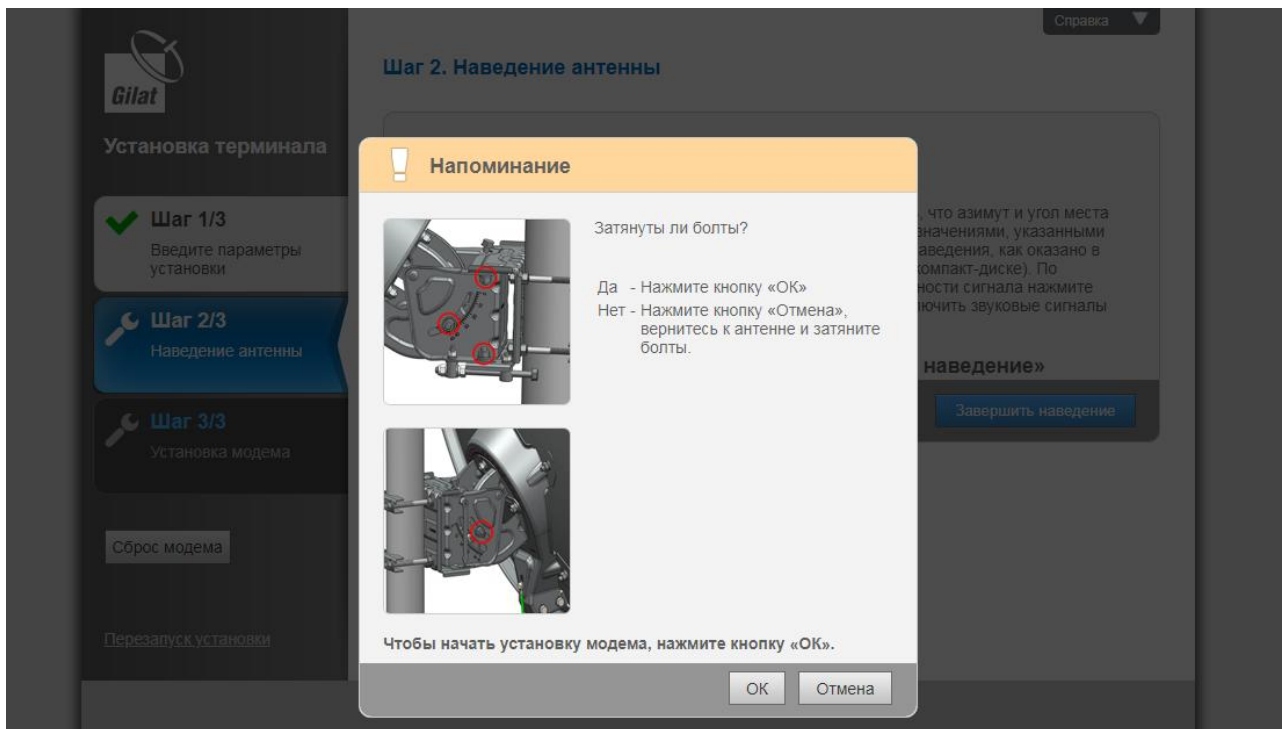 Справка
Gilat
Шаг 2. Наведение антенны
Установка терминала
Шаг 1/3
Введите параметры
установки
Шаг 2/3
Наведение антенны
Шаг 3/3
Установка модема
Сброс модема
Перезапуск установки
Напоминание
Затянуты ли болты?
Да - Нажмите кнопку «ОК»
Нет - Нажмите кнопку «Отмена»,
вернитесь к антенне и затяните
болты.
Чтобы начать установку модема, нажмите кнопку «ОК».
ОК
Отмена
, что азимут и угол места
значениями, указанными
аведения, как оказано в
компакт-диске). По
ности сигнала нажмите
ючить звуковые сигналы
наведение»
Завершить наведение